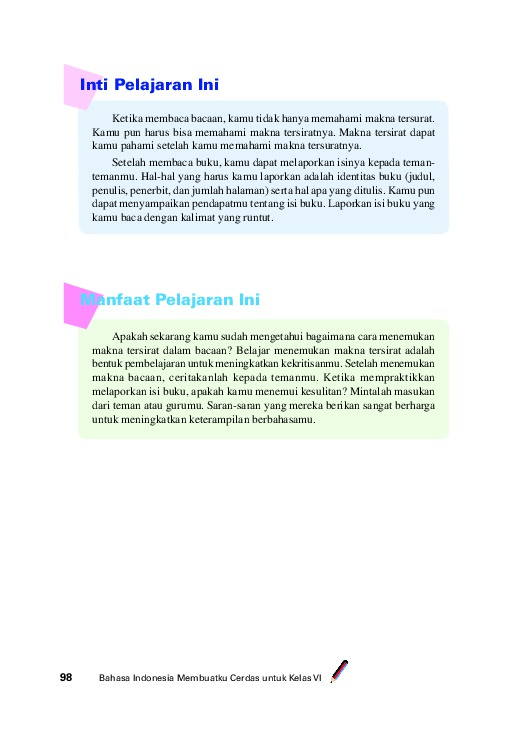 Inti Pelajaran Ini
Ketika membaca bacaan, kamu tidak hanya memahami makna tersurat.
Kamu pun harus bisa memahami makna tersiratnya. Makna tersirat dapat
kamu pahami setelah kamu memahami makna tersuratnya.
Setelah membaca buku, kamu dapat melaporkan isinya kepada teman-
temanmu. Hal-hal yang harus kamu laporkan adalah identitas buku (judul,
penulis, penerbit, dan jumlah halaman) serta hal apa yang ditulis. Kamu pun
dapat menyampaikan pendapatmu tentang isi buku. Laporkan isi buku yang
kamu baca dengan kalimat yang runtut.
Manfaat Pelajaran Ini
Apakah sekarang kamu sudah mengetahui bagaimana cara menemukan
makna tersirat dalam bacaan? Belajar menemukan makna tersirat adalah
bentuk pembelajaran untuk meningkatkan kekritisanmu. Setelah menemukan
makna bacaan, ceritakanlah kepada temanmu. Ketika mempraktikkan
melaporkan isi buku, apakah kamu menemui kesulitan? Mintalah masukan
dari teman atau gurumu. Saran-saran yang mereka berikan sangat berharga
untuk meningkatkan keterampilan berbahasamu.
98 Bahasa Indonesia Membuatku Cerdas untuk Kelas VI